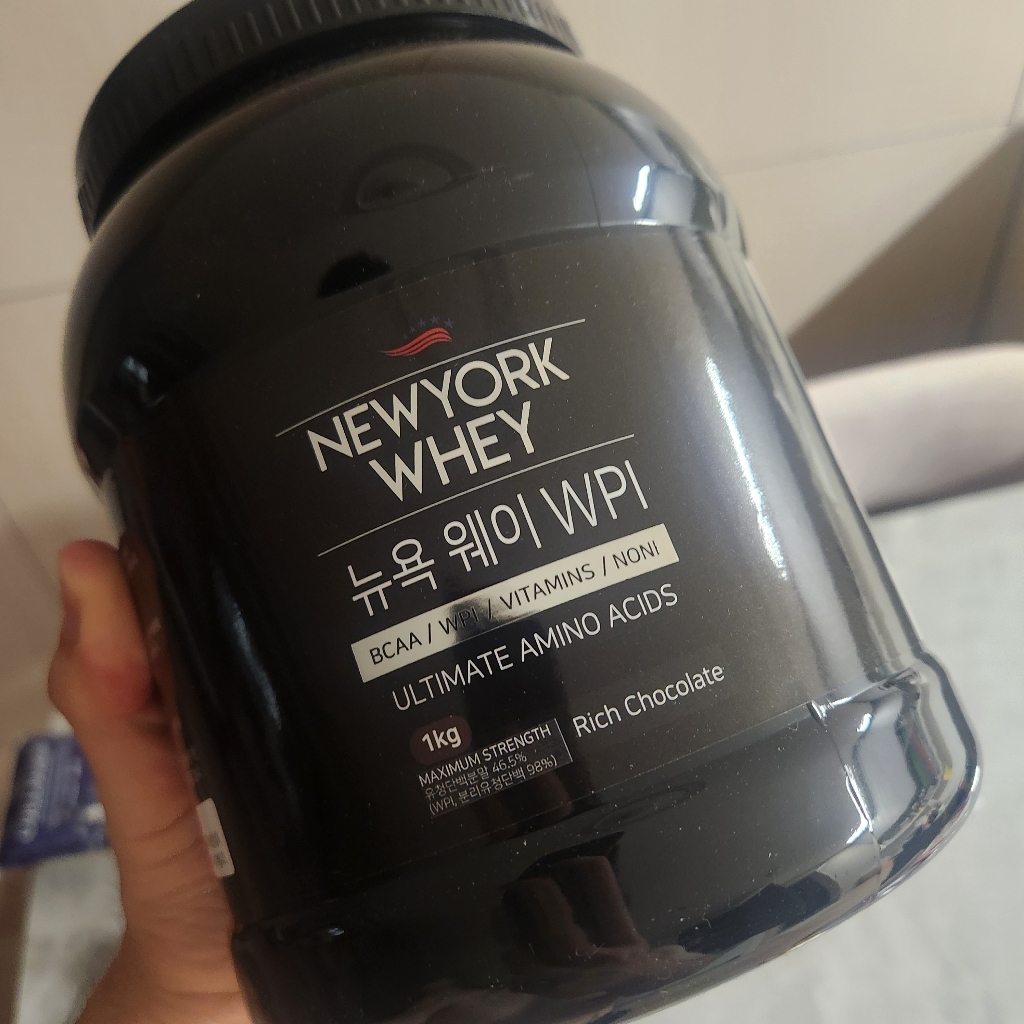 NEWYORK
WHEY
뉴욕 웨이 WPI
BCAA / WPI / VITAMINS / NONI
ULTIMATE AMINO ACIDS
1kg
Rich Chocolate
MAXIMUM STRENGTH
유청단백분말 46.5%
(WPI, 분리유청단백 98%)